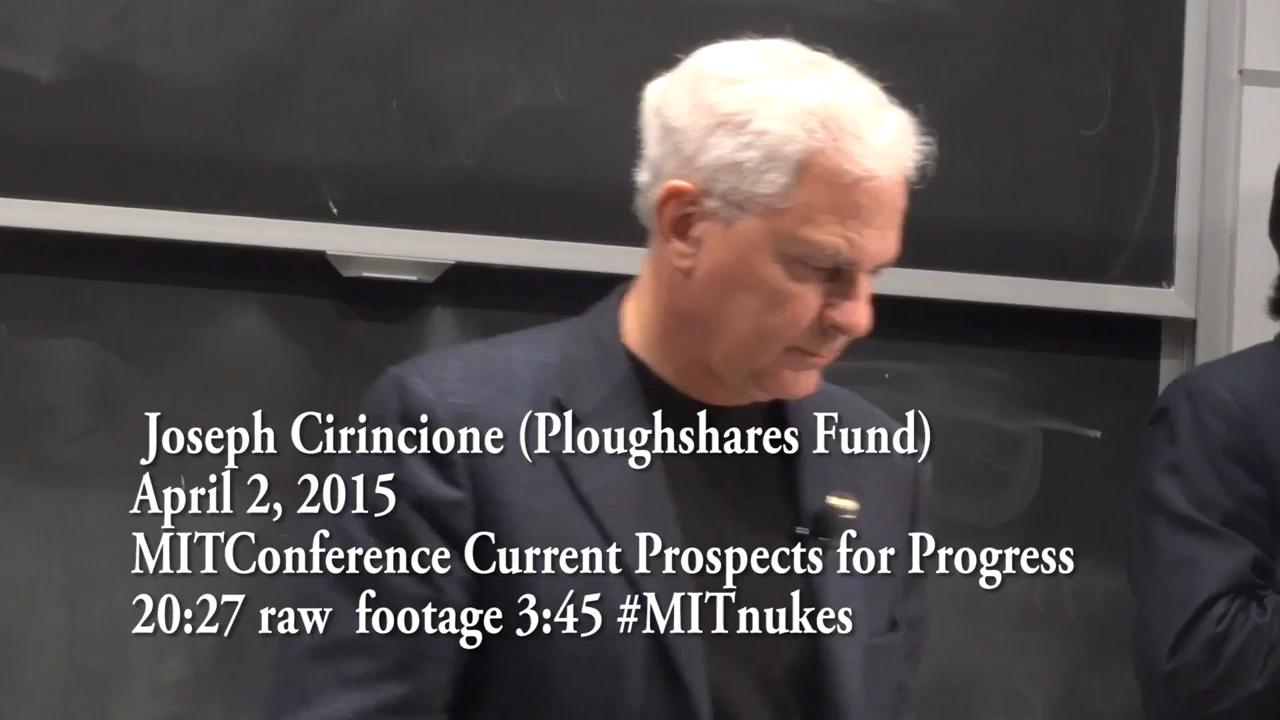 Joseph Cirincione (Ploughshares Fund)
April 2, 2015
MITConference Current Prospects for Progress
20:27 raw footage 3:45 #MITnukes